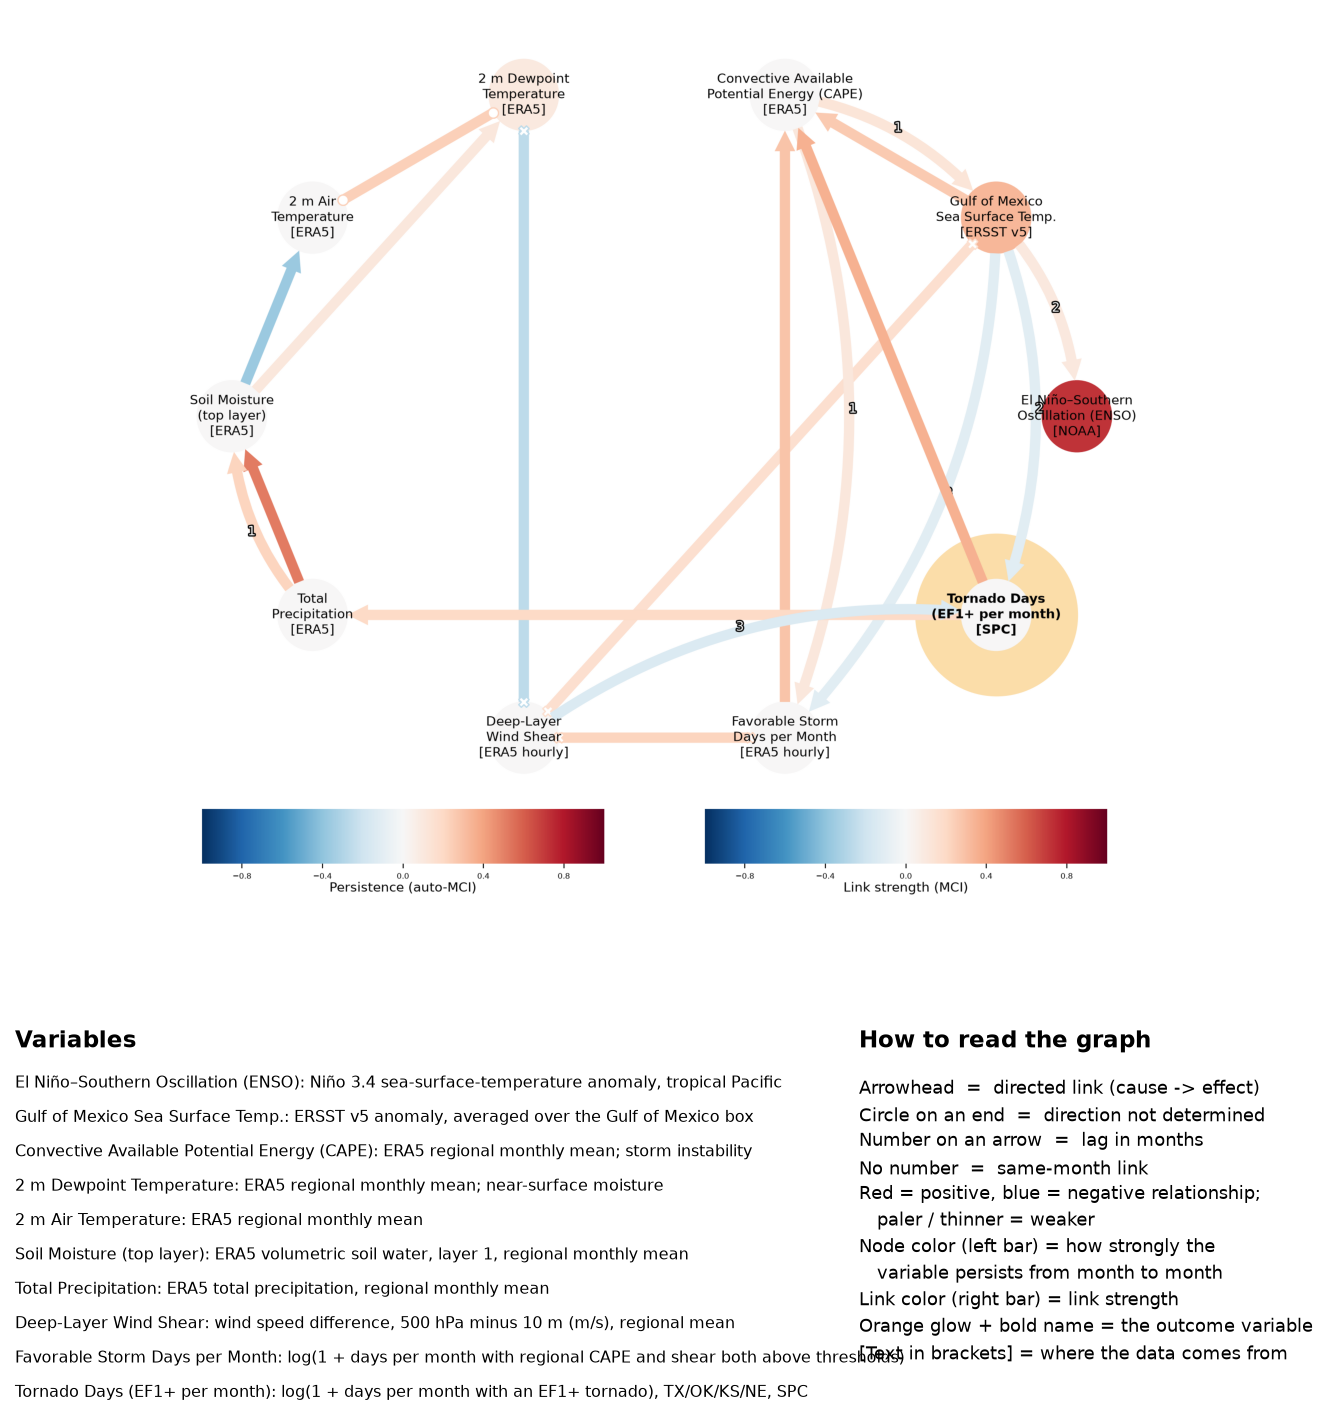 2 m Dewpoint
Temperature
[ERA5]
Convective Available
Potential Energy (CAPE)
[ERA5]
1
2 m Air
Temperature
[ERA5]
Gulf of Mexico
Sea Surface Temp.
[ERSST v5]
2
Soil Moisture
(top layer)
[ERA5]
1
2
El Niño–Southern
Oscillation (ENSO)
[NOAA]
1
Total
Precipitation
[ERA5]
Tornado Days
(EF1+ per month)
[SPC]
3
Deep-Layer
Wind Shear
[ERA5 hourly]
Favorable Storm
Days per Month
[ERA5 hourly]
−0.8 −0.4 0.0 0.4 0.8
Persistence (auto-MCI)
−0.8 −0.4 0.0 0.4 0.8
Link strength (MCI)
Variables
El Niño–Southern Oscillation (ENSO): Niño 3.4 sea-surface-temperature anomaly, tropical Pacific
Gulf of Mexico Sea Surface Temp.: ERSST v5 anomaly, averaged over the Gulf of Mexico box
Convective Available Potential Energy (CAPE): ERA5 regional monthly mean; storm instability
2 m Dewpoint Temperature: ERA5 regional monthly mean; near-surface moisture
2 m Air Temperature: ERA5 regional monthly mean
Soil Moisture (top layer): ERA5 volumetric soil water, layer 1, regional monthly mean
Total Precipitation: ERA5 total precipitation, regional monthly mean
Deep-Layer Wind Shear: wind speed difference, 500 hPa minus 10 m (m/s), regional mean
Favorable Storm Days per Month: log(1 + days per month with regional CAPE and shear both above thresholds)
Tornado Days (EF1+ per month): log(1 + days per month with an EF1+ tornado), TX/OK/KS/NE, SPC
How to read the graph
Arrowhead = directed link (cause -> effect)
Circle on an end = direction not determined
Number on an arrow = lag in months
No number = same-month link
Red = positive, blue = negative relationship;
paler / thinner = weaker
Node color (left bar) = how strongly the
variable persists from month to month
Link color (right bar) = link strength
Orange glow + bold name = the outcome variable
[Text in brackets] = where the data comes from